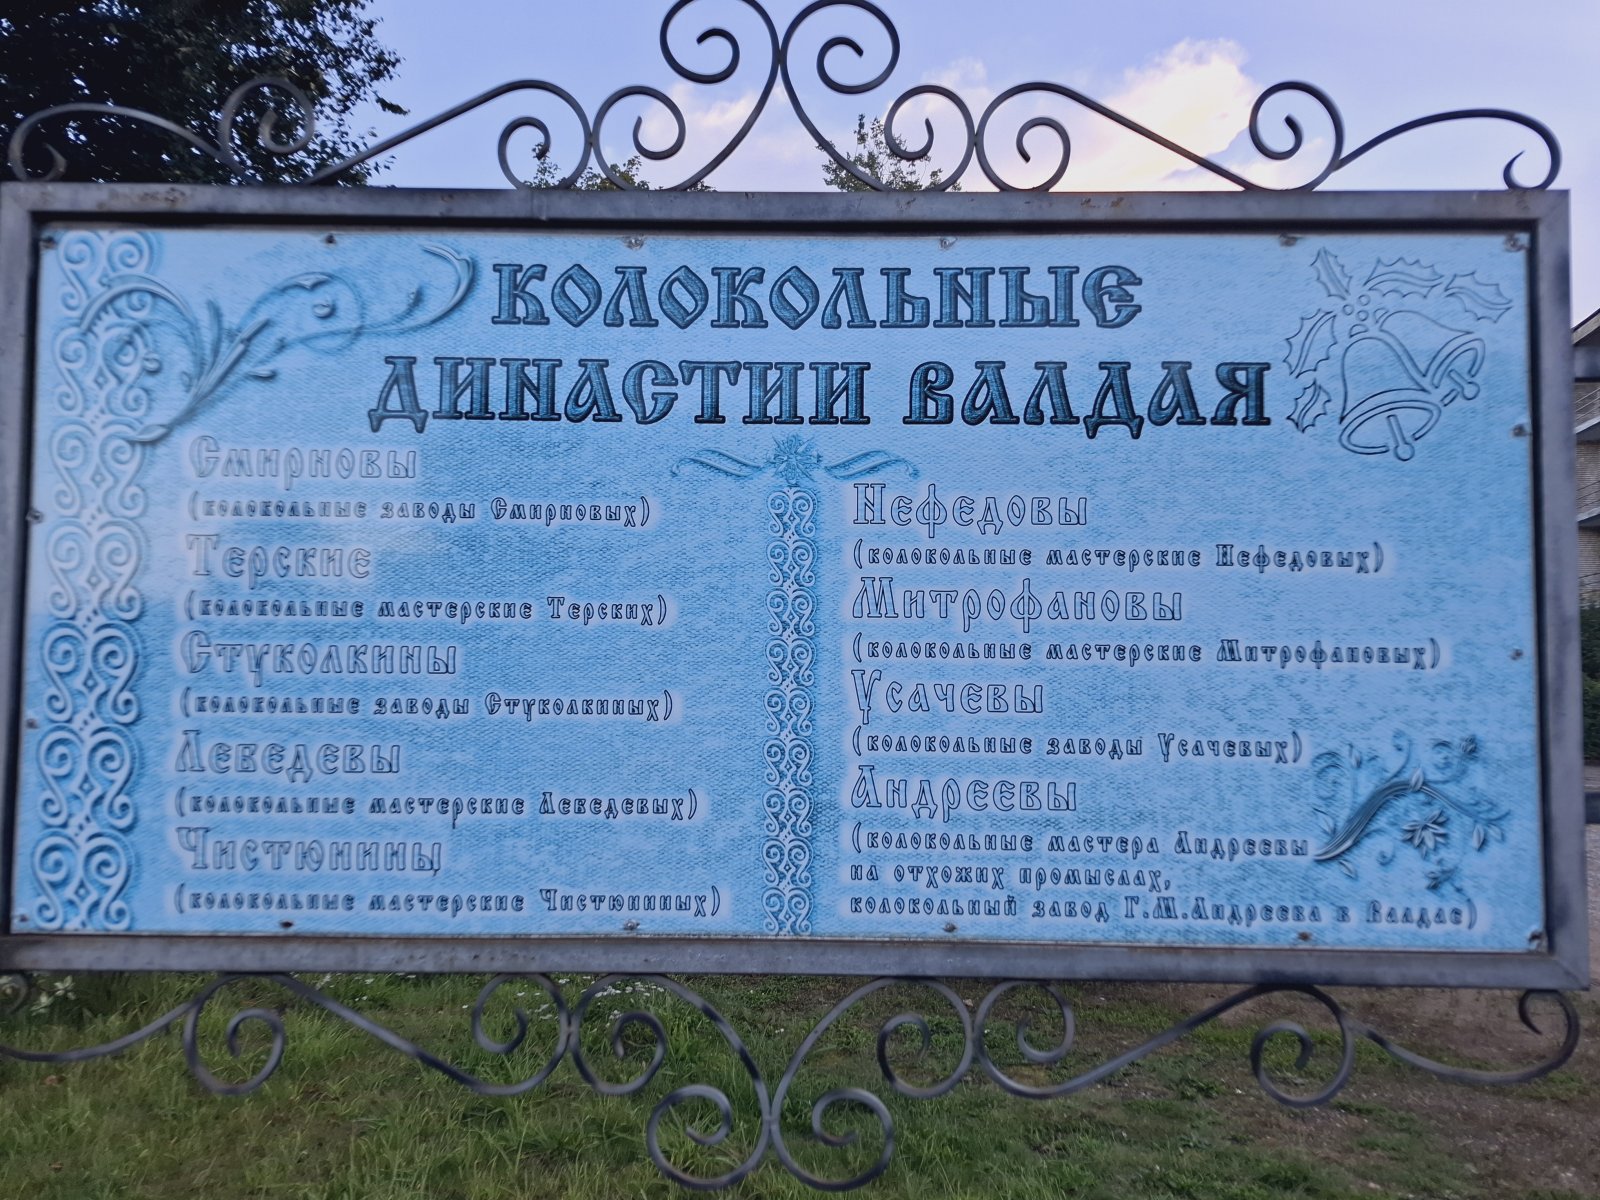 КОЛОКОЛЬНЫЕ
ДИНАСТИИ ВАЛДАЯ
Смирновы
(колокольные заводы Смирновых)
Терские
(колокольные мастерские Терских)
Стуколкины
(колокольные заводы Стуколкиных)
Лебедевы
(колокольные мастерские Лебедевых)
Чистюнины
(колокольные мастерские Чистюниных)
Нефедовы
(колокольные мастерские Нефедовых)
Митрофановы
(колокольные мастерские Митрофановых)
Усачевы
(колокольные заводы Усачевых)
Андреевы
(колокольные мастера Андреевы
на отхожих промыслах,
колокольный завод Г.М.Андреева в Валдае)